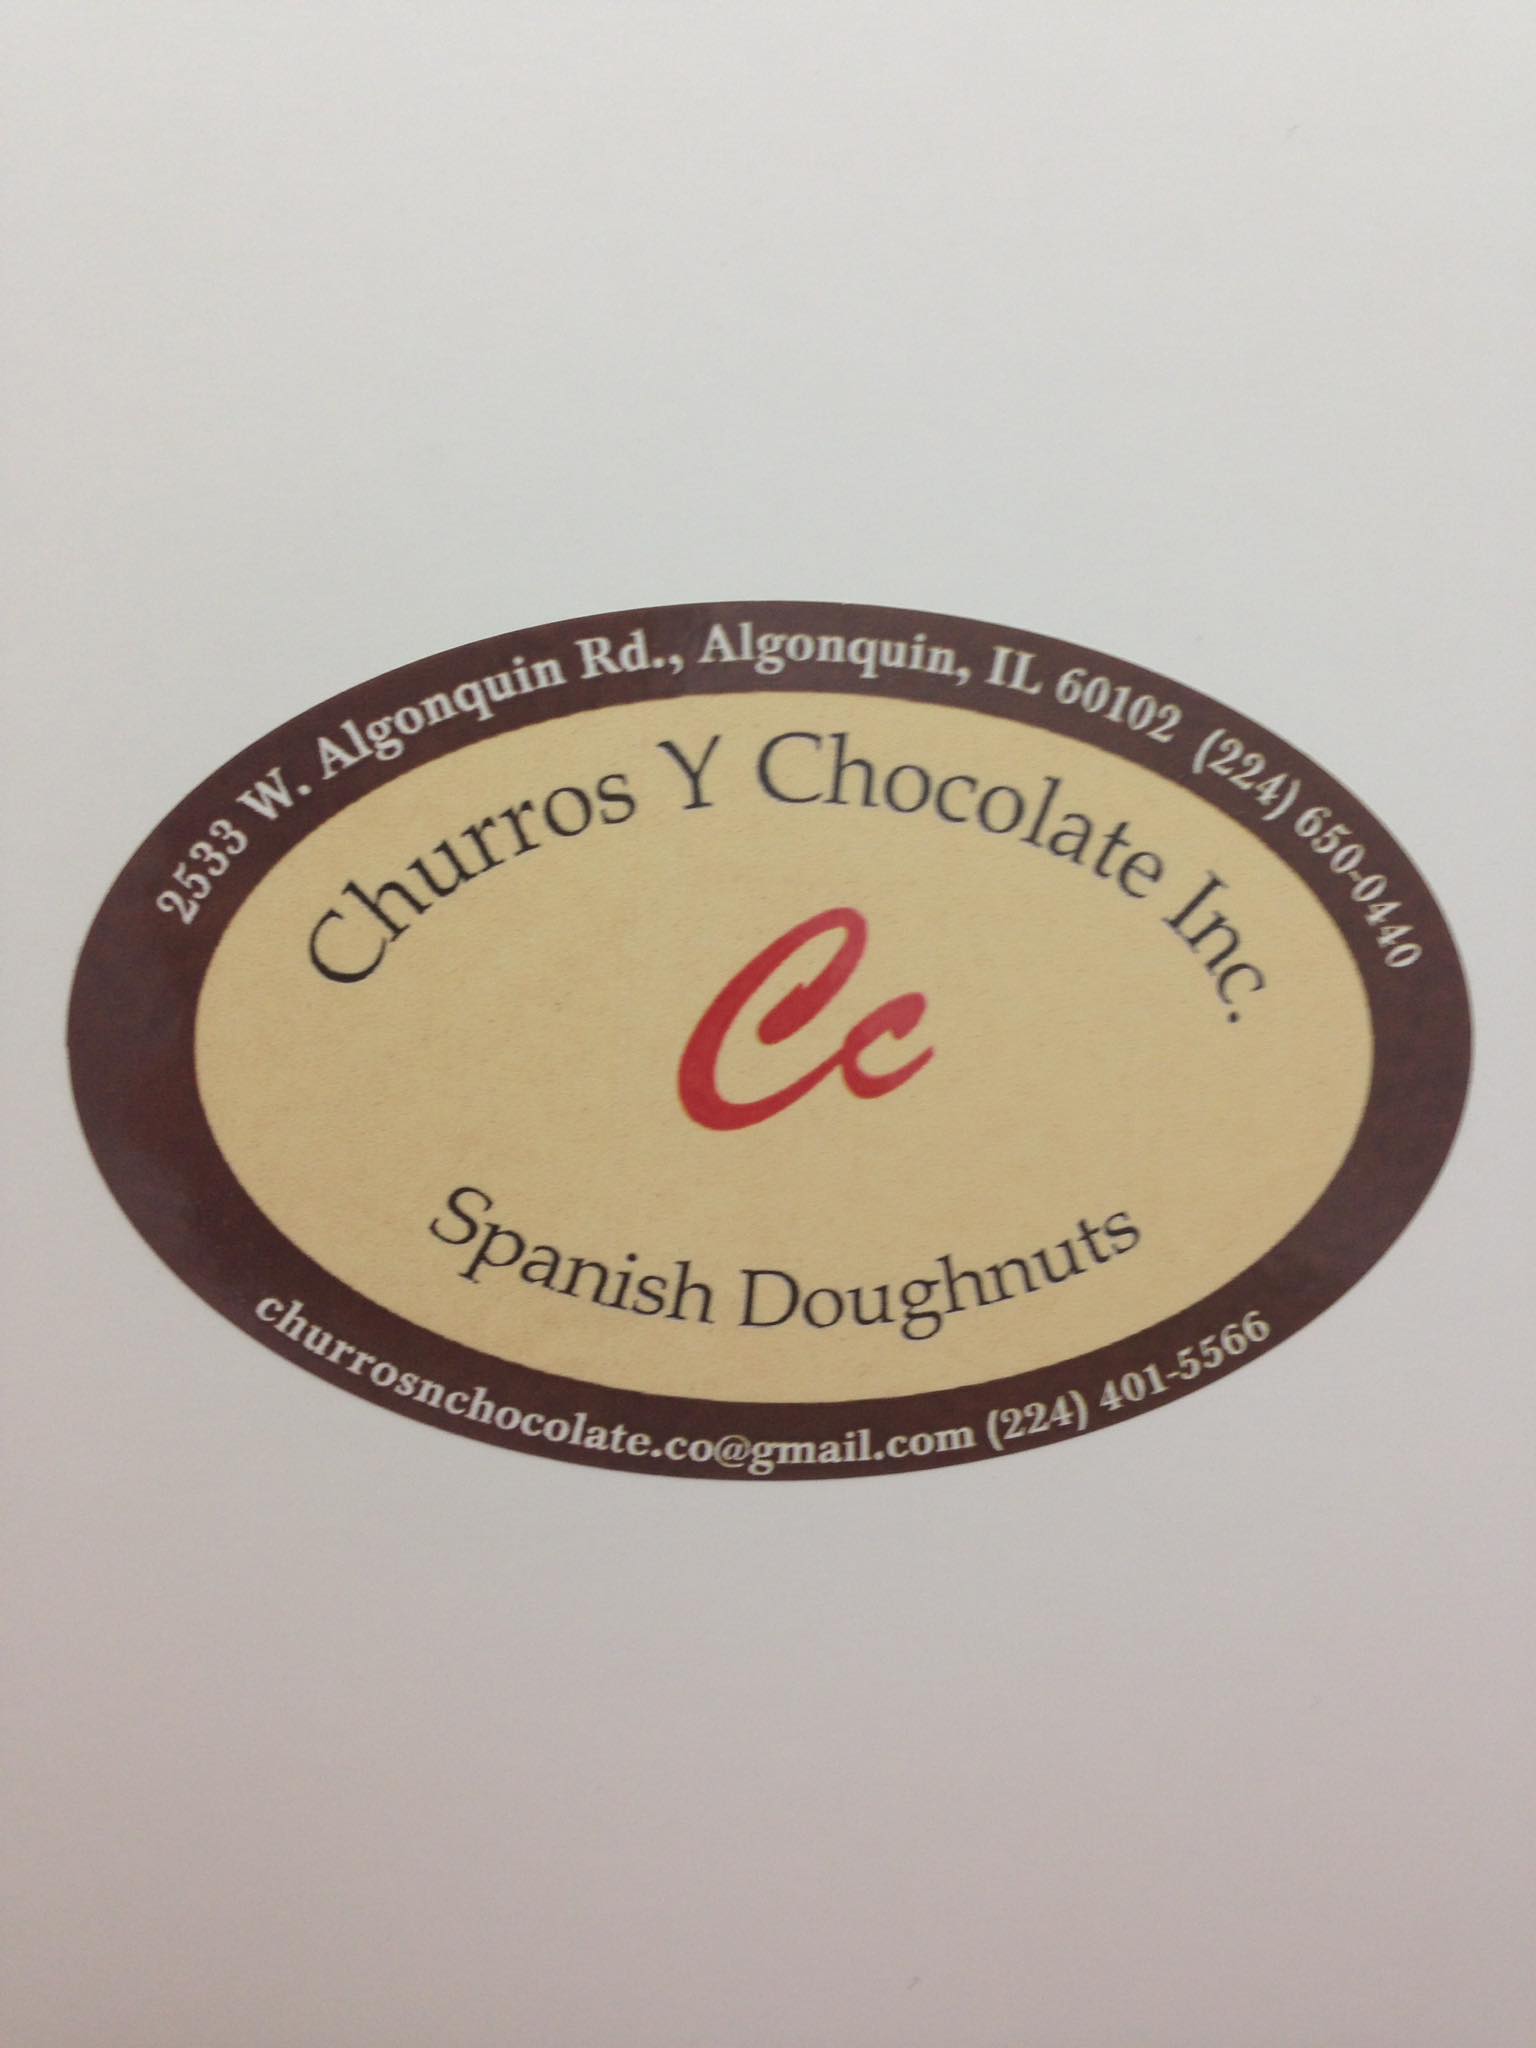 2533 W. Algonquin Rd., Algonquin, IL 60102 (224) 650-0440
Churros Y Chocolate Inc.
Cc
Spanish Doughnuts
churrosnchocolate.co@gmail.com (224) 401-5566